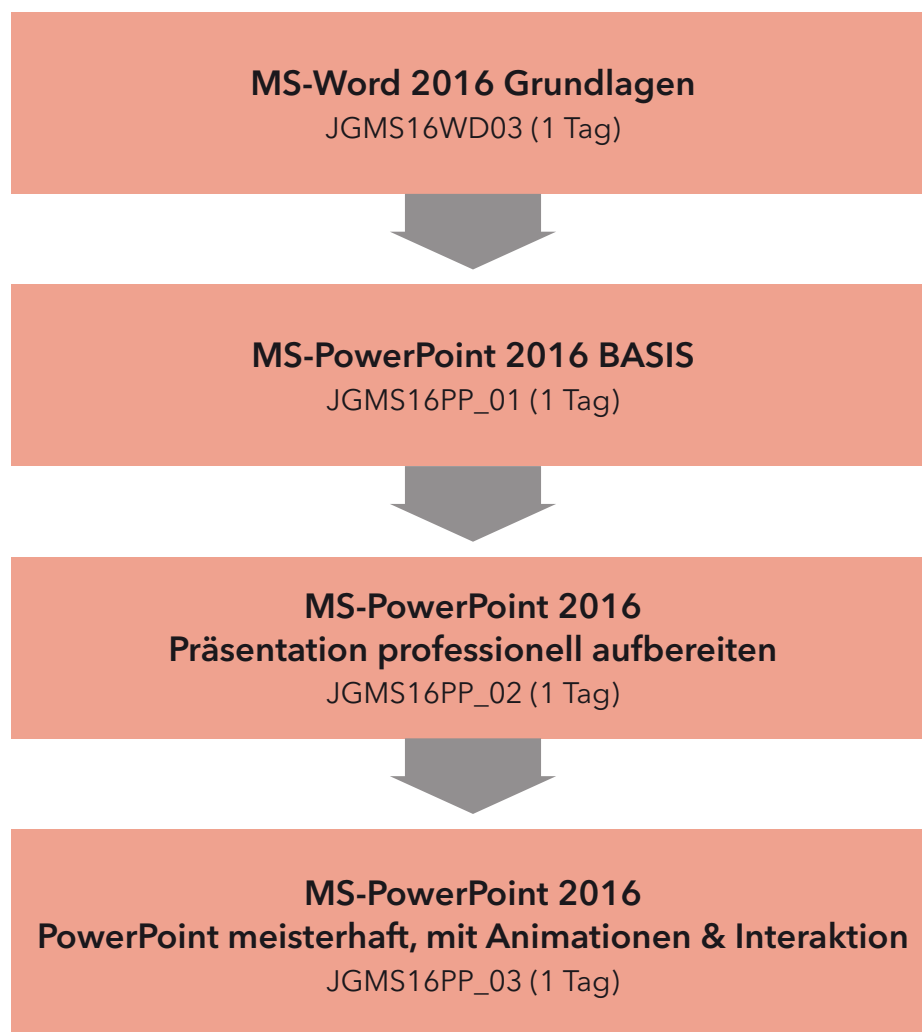 MS-Word 2016 Grundlagen
JGMS16WD03 (1 Tag)
MS-PowerPoint 2016 BASIS
JGMS16PP_01 (1 Tag)
MS-PowerPoint 2016
Präsentation professionell aufbereiten
JGMS16PP_02 (1 Tag)
MS-PowerPoint 2016
PowerPoint meisterhaft, mit Animationen & Interaktion
JGMS16PP_03 (1 Tag)